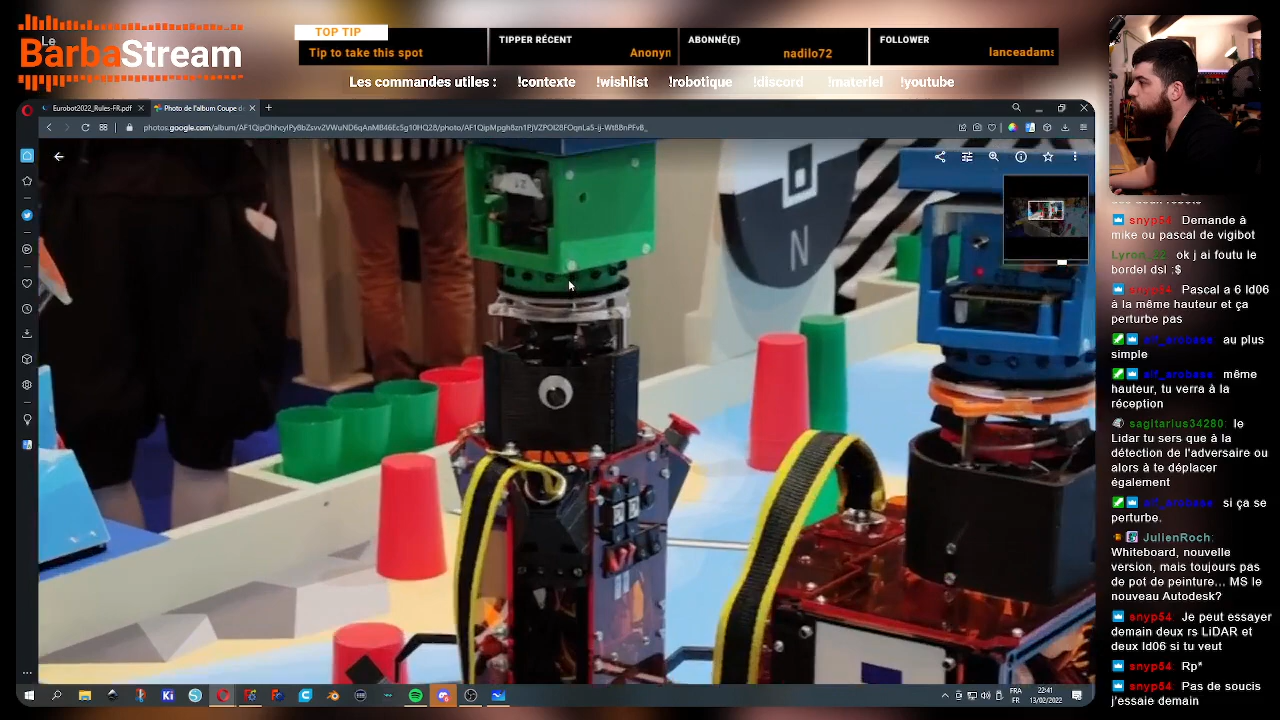 Le
BarbaStream
TOP TIP
Tip to take this spot
TIPPER RÉCENT
Anonyn
ABONNÉ(E)
nadilo72
FOLLOWER
lanceadams
Les commandes utiles : !contexte !wishlist !robotique !discord !materiel !youtube
Eurobot2022_Rules-FR.pdf
Photo de l'album Coupe de
N
snyp54 Demande à
mike ou pascal de vigibot
ok j ai foutu le
bordel dsl :$
snyp54 Pascal a 6 ld06
à la même hauteur et ça
perturbe pas
elf_arobase au plus
simple
elf_arobase même
hauteur, tu verra à la
réception
sagitarius34280: le
Lidar tu sers que à la
détection de l'adversaire ou
alors à te déplacer
également
elf_arobase si ça se
perturbe.
JulienRoch:
Whiteboard, nouvelle
version, mais toujours pas
de pot de peinture... MS le
nouveau Autodesk?
snyp54 Je peut essayer
demain deux rs LiDAR et
deux ld06 si tu veut
snyp54 Rp*
snyp54 Pas de soucis
j'essaie demain
Ki
FRA
FR
22:41
13/02/2022